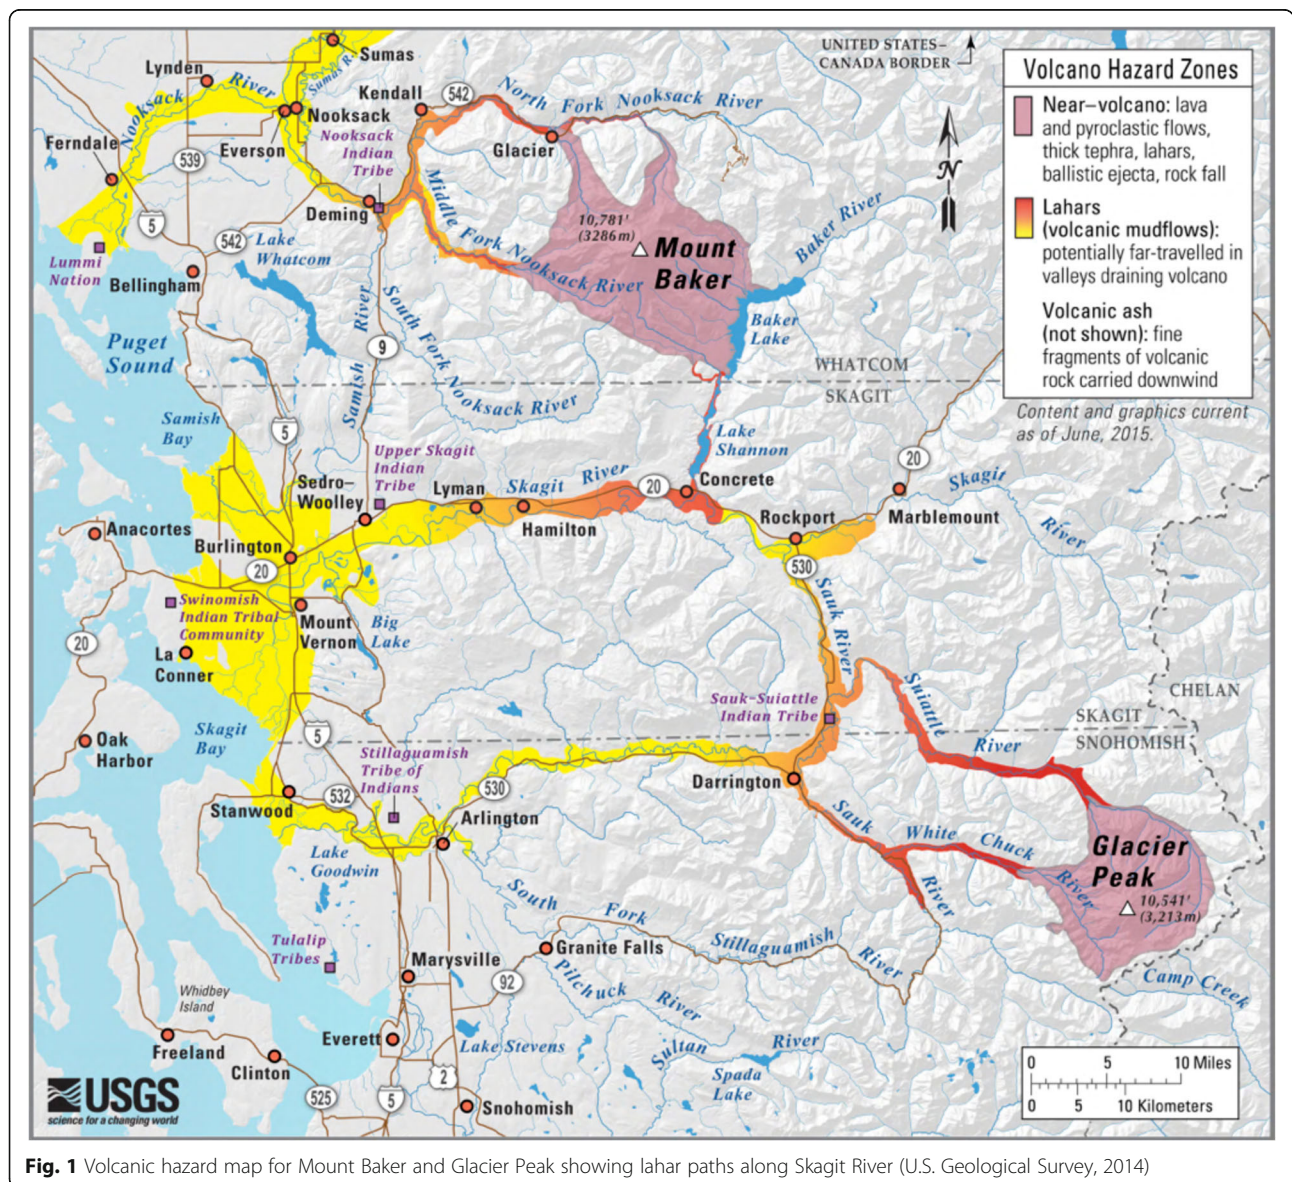 UNITED STATES–
CANADA BORDER
Volcano Hazard Zones
Near–volcano: lava
and pyroclastic flows,
thick tephra, lahars,
ballistic ejecta, rock fall
Lahars
(volcanic mudflows):
potentially far-travelled in
valleys draining volcano
Volcanic ash
(not shown): fine
fragments of volcanic
rock carried downwind
Content and graphics current
as of June, 2015.
N
Sumas
Sumas R.
Lynden
Nooksack River
Kendall
542
North Fork Nooksack River
Nooksack
Nooksack
Indian
Tribe
Everson
Ferndale
539
Glacier
Deming
Middle Fork Nooksack River
10,781'
(3286m)
Mount
Baker
Baker River
5
542
Lake
Whatcom
Lummi
Nation
Bellingham
Puget
Sound
Samish River
9
South Fork Nooksack River
Baker
Lake
WHATCOM
SKAGIT
Samish
Bay
5
Lake
Shannon
Upper Skagit
Indian
Tribe
Sedro–
Woolley
Lyman
Skagit River
20
Concrete
20
Skagit River
Hamilton
Rockport
Marblemount
Anacortes
Burlington
20
530
Sauk River
Swinomish
Indian Tribal
Community
Mount
Vernon
Big
Lake
20
La
Conner
Sauk–Suiattle
Indian Tribe
Suiattle River
CHELAN
SKAGIT
SNOHOMISH
Skagit
Bay
Oak
Harbor
5
Stillaguamish
Tribe of
Indians
Darrington
530
532
Stanwood
Arlington
Sauk River
White Chuck River
Glacier
Peak
10,541'
(3,213m)
Lake
Goodwin
South Fork Stillaguamish River
Granite Falls
Tulalip
Tribes
Marysville
92
Pilchuck River
Camp Creek
Whidbey
Island
Freeland
Clinton
Everett
Lake Stevens
Sultan River
Spada
Lake
2
525
5
Snohomish
0 5 10 Miles
0 5 10 Kilometers
USGS
science for a changing world
Fig. 1 Volcanic hazard map for Mount Baker and Glacier Peak showing lahar paths along Skagit River (U.S. Geological Survey, 2014)